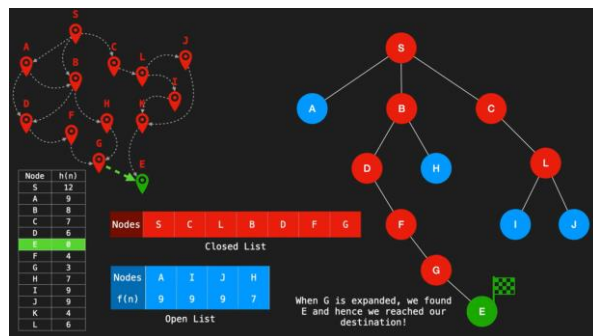 S
A
B
C
L
J
I
D
F
H
G
E
Node h(n)
S 12
A 9
B 8
C 7
D 6
E 0
F 4
G 3
H 7
I 9
J 9
K 4
L 6
Nodes S C L B D F G
Closed List
Nodes A I J H
f(n) 9 9 9 7
Open List
S
A
B
C
D
H
L
F
I
J
G
E
When G is expanded, we found
E and hence we reached our
destination!